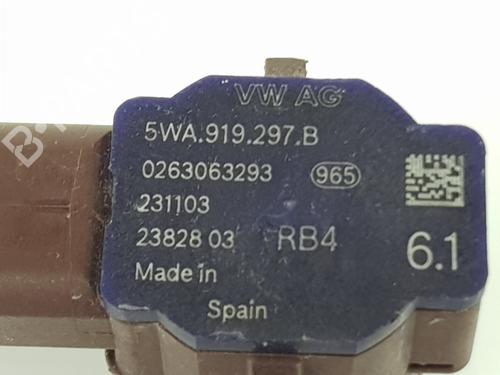 VW AG
5WA.919.297.B
0263063293 965
231103
23828 03 RB4 6.1
Made in
Spain